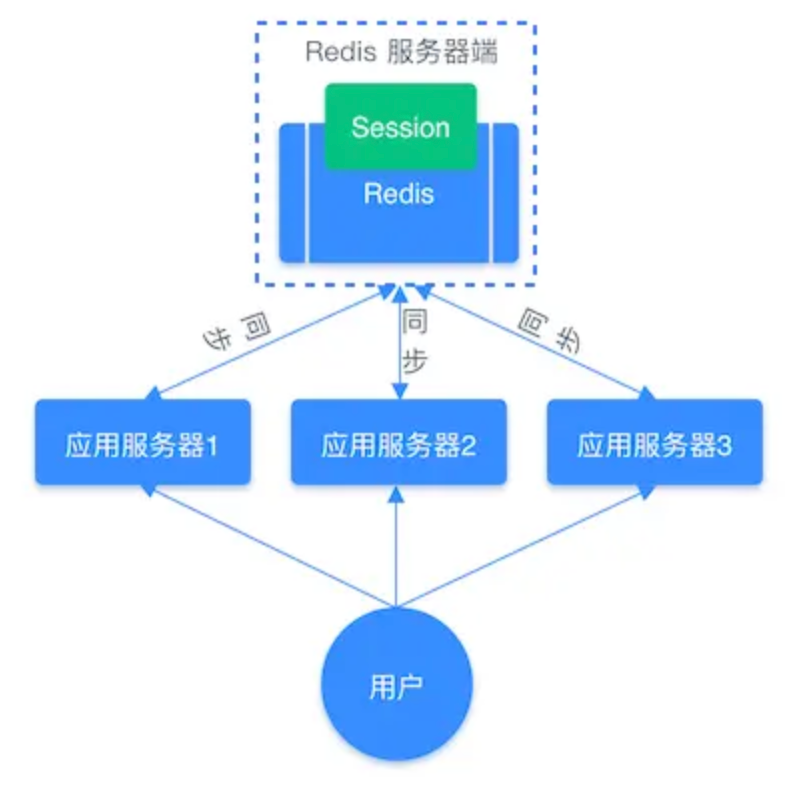 Redis 服务器端
Session
Redis
同步
同步
同步
应用服务器1
应用服务器2
应用服务器3
用户